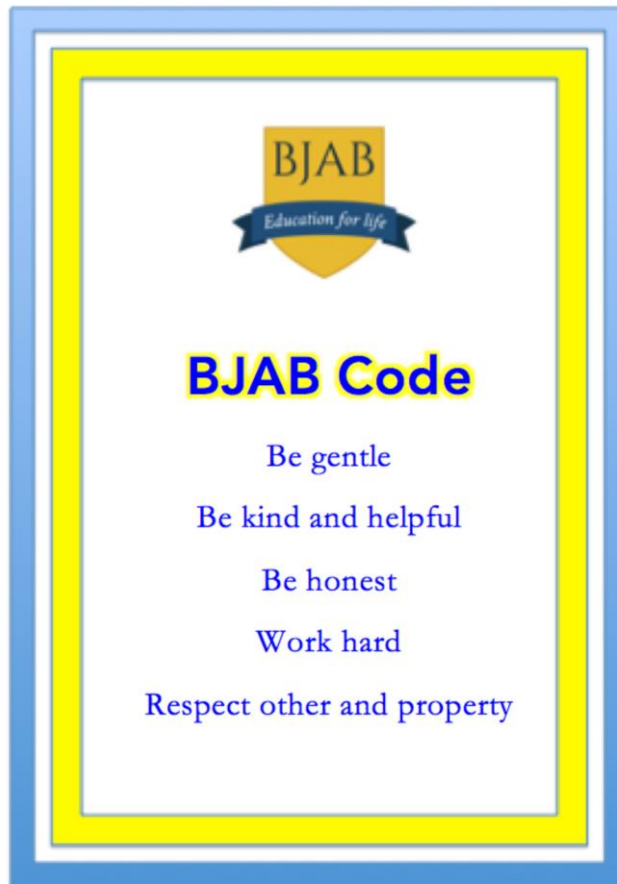 BJAB
Education for life
BJAB Code
Be gentle
Be kind and helpful
Be honest
Work hard
Respect other and property